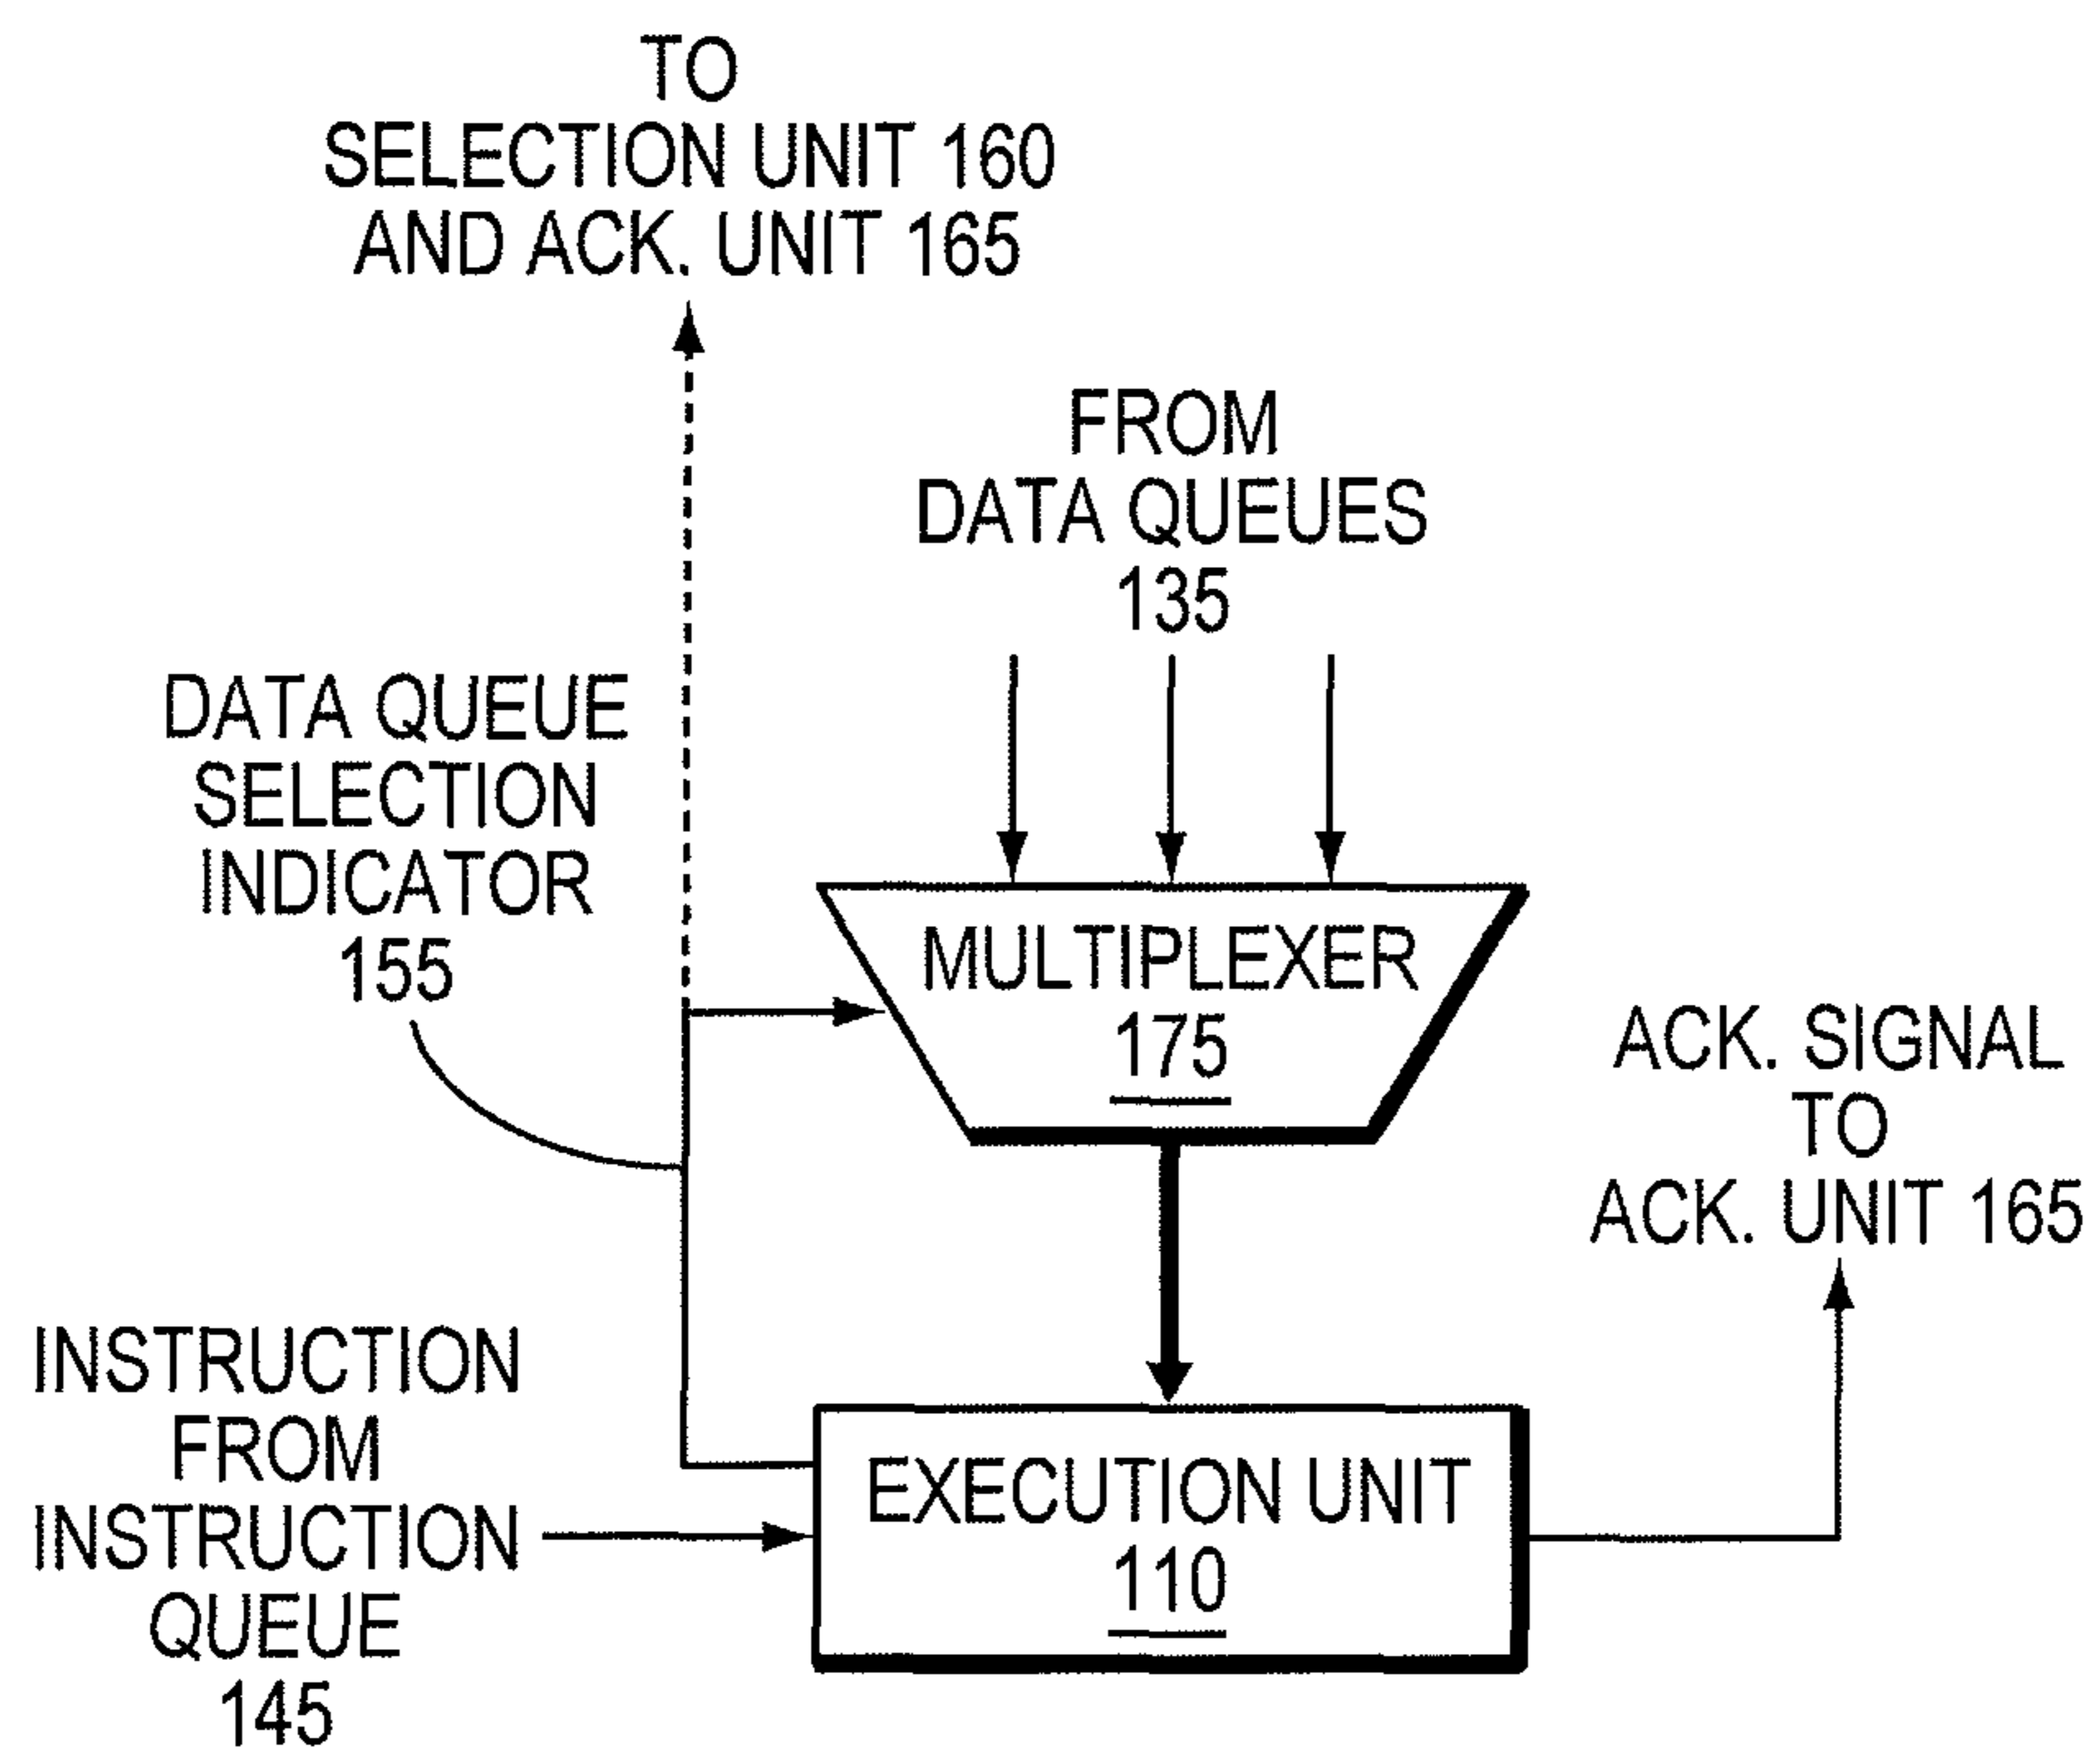 TO
SELECTION UNIT 160
AND ACK. UNIT 165
FROM
DATA QUEUES
135
DATA QUEUE
SELECTION
INDICATOR
155
MULTIPLEXER
175
ACK. SIGNAL
TO
ACK. UNIT 165
INSTRUCTION
FROM
INSTRUCTION
QUEUE
145
EXECUTION UNIT
110